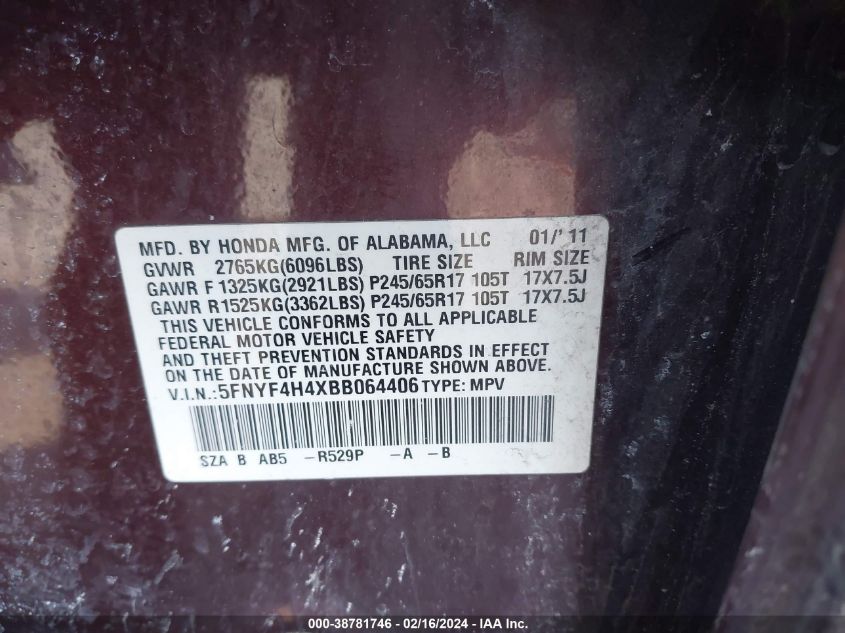 MFD. BY HONDA MFG. OF ALABAMA, LLC 01/'11
GVWR 2765KG(6096LBS) TIRE SIZE RIM SIZE
GAWR F 1325KG(2921LBS) P245/65R17 105T 17X7.5J
GAWR R1525KG(3362LBS) P245/65R17 105T 17X7.5J
THIS VEHICLE CONFORMS TO ALL APPLICABLE
FEDERAL MOTOR VEHICLE SAFETY
AND THEFT PREVENTION STANDARDS IN EFFECT
ON THE DATE OF MANUFACTURE SHOWN ABOVE.
V.I.N.:5FNYF4H4XBB064406 TYPE: MPV
SZA B AB5 -R529P -A -B
000-38781746 - 02/16/2024 - IAA Inc.